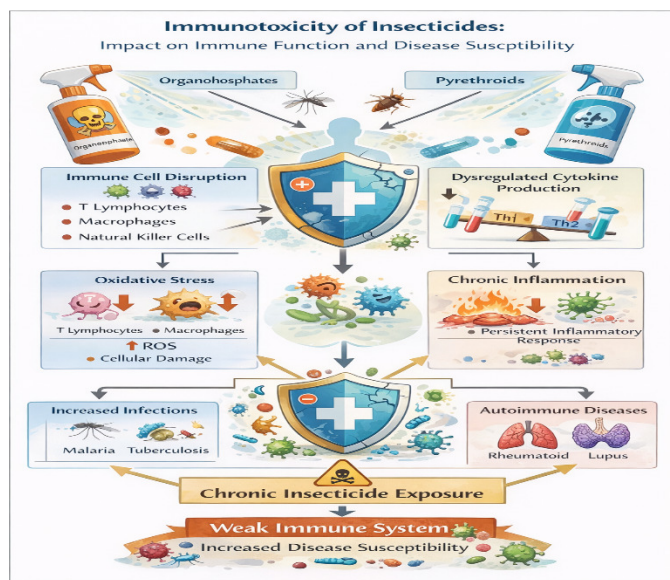 Immunotoxicity of Insecticides:
Impact on Immune Function and Disease Suscptibility
Organohosphates
Pyrethroids
Pyrethroids
Immune Cell Disruption
T Lymphocytes
Macrophages
Natural Killer Cells
Dysregulated Cytokine
Production
Th1
Th2
Oxidative Stress
T
T Lymphocytes • Macrophages
↑ ROS
• Cellular Damage
Chronic Inflammation
• Persistent Inflammatory
Response
Increased Infections
Malaria Tuberculosis
Autoimmune Diseases
Rheumatoid Lupus
Chronic Insecticide Exposure
Weak Immune System
Increased Disease Susceptibility